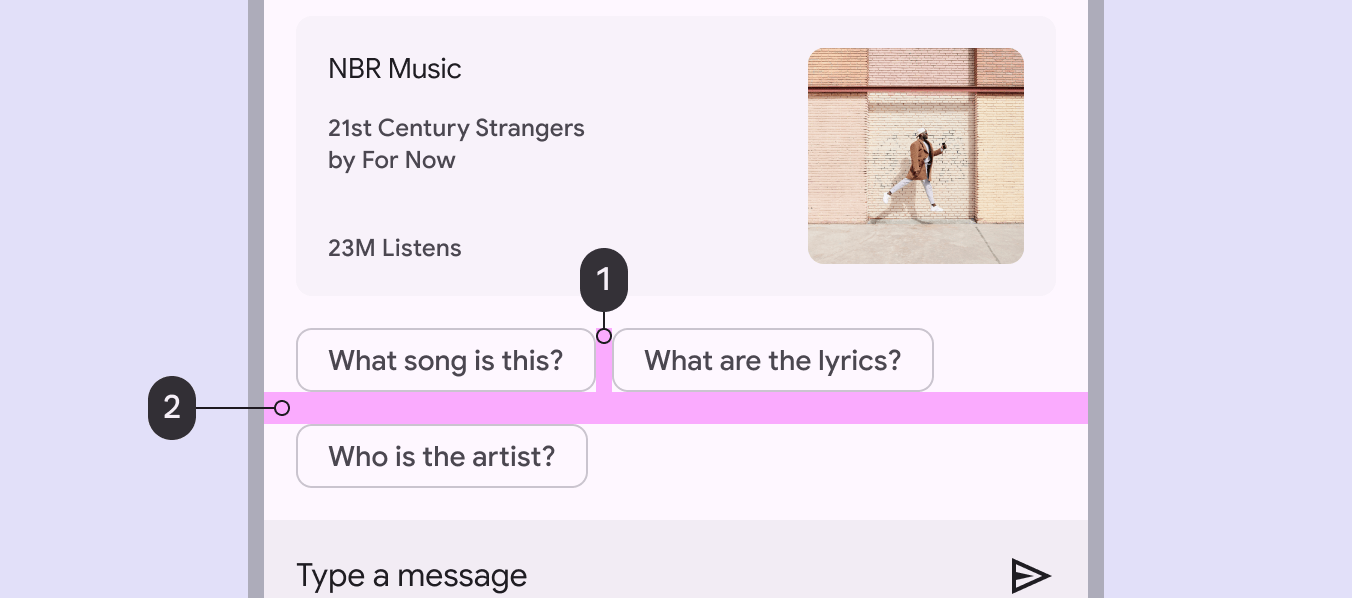 NBR Music
21st Century Strangers
by For Now
23M Listens
1
What song is this?
What are the lyrics?
2
Who is the artist?
Type a message